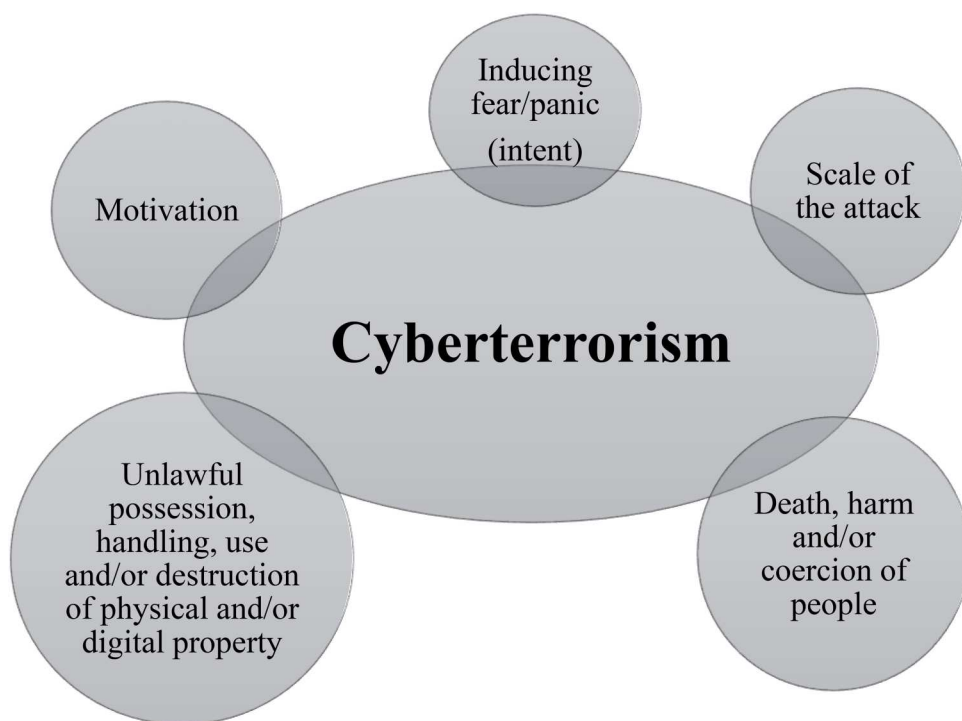 Inducing
fear/panic
(intent)
Motivation
Scale of
the attack
Cyberterrorism
Unlawful
possession,
handling, use
and/or destruction
of physical and/or
digital property
Death, harm
and/or
coercion of
people